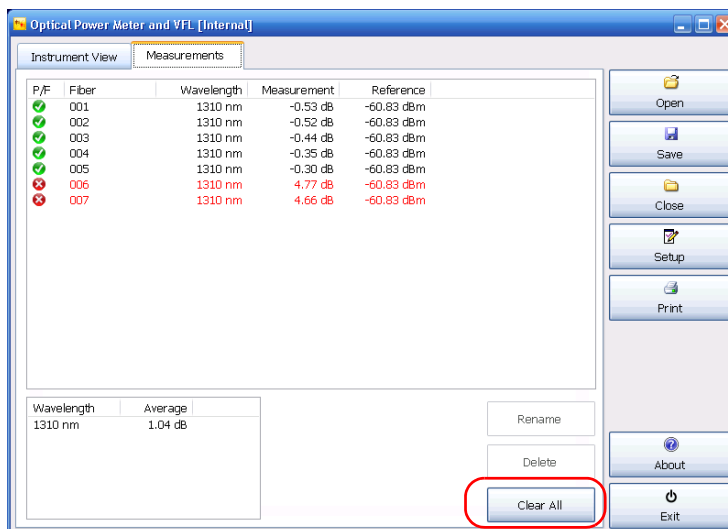 Optical Power Meter and VFL [Internal]
Instrument View Measurements
P/F Fiber Wavelength Measurement Reference
001 1310 nm -0.53 dB -60.83 dBm
002 1310 nm -0.52 dB -60.83 dBm
003 1310 nm -0.44 dB -60.83 dBm
004 1310 nm -0.35 dB -60.83 dBm
005 1310 nm -0.30 dB -60.83 dBm
006 1310 nm 4.77 dB -60.83 dBm
007 1310 nm 4.66 dB -60.83 dBm
Wavelength Average
1310 nm 1.04 dB
Rename
Delete
Clear All
Open
Save
Close
Setup
Print
About
Exit